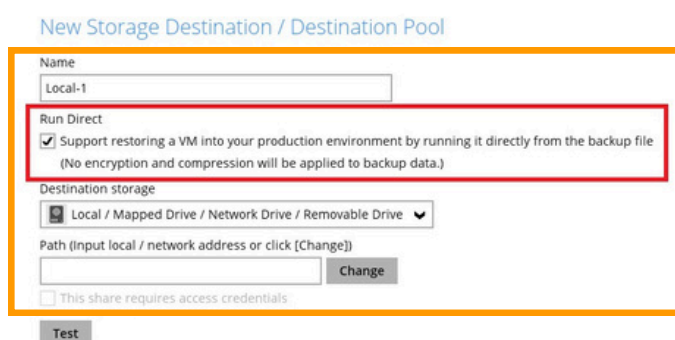 New Storage Destination / Destination Pool
Name
Local-1
Run Direct
Support restoring a VM into your production environment by running it directly from the backup file
(No encryption and compression will be applied to backup data.)
Destination storage
Local / Mapped Drive / Network Drive / Removable Drive
Path (Input local / network address or click [Change])
Change
This share requires access credentials
Test